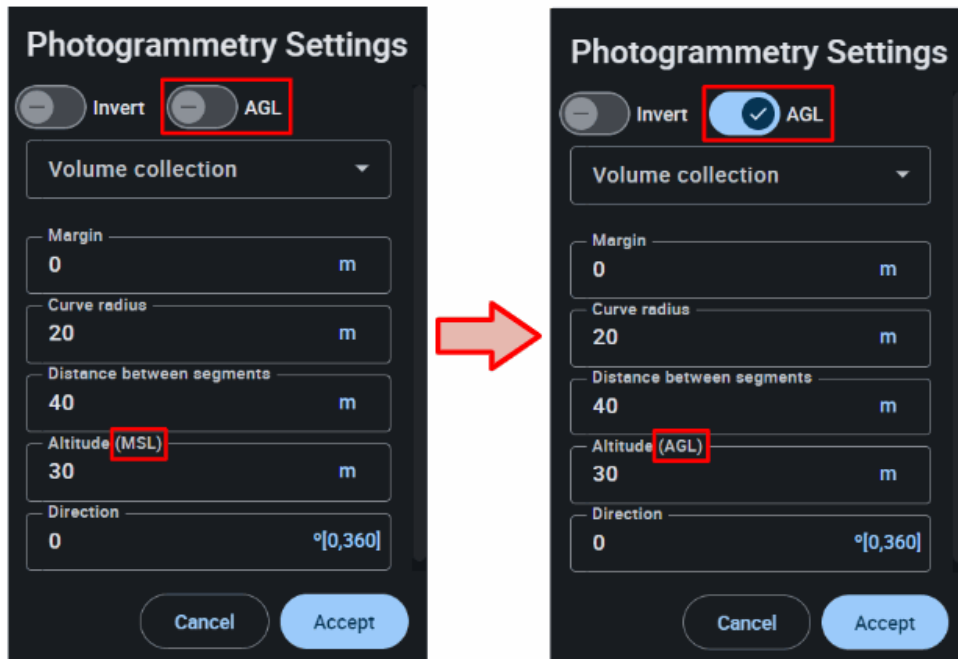 Photogrammetry Settings
Invert
AGL
Volume collection
Margin
0 m
Curve radius
20 m
Distance between segments
40 m
Altitude (MSL)
30 m
Direction
0 º[0,360]
Cancel
Accept
Photogrammetry Settings
Invert
AGL
Volume collection
Margin
0 m
Curve radius
20 m
Distance between segments
40 m
Altitude (AGL)
30 m
Direction
0 º[0,360]
Cancel
Accept